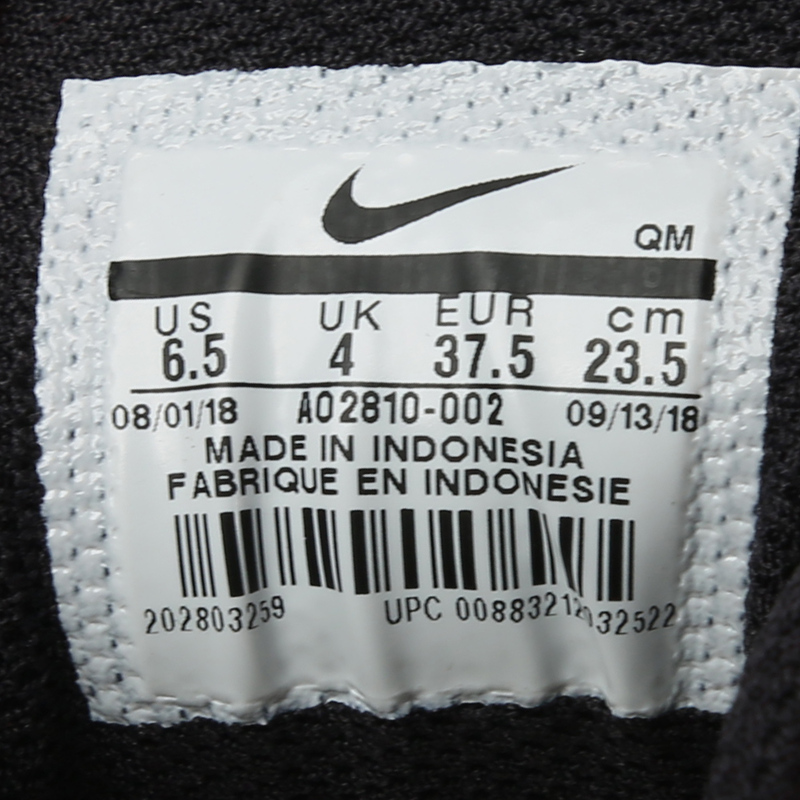 QM
US UK EUR cm
6.5 4 37.5 23.5
08/01/18 AO2810-002 09/13/18
MADE IN INDONESIA
FABRIQUE EN INDONESIE
202803259 UPC